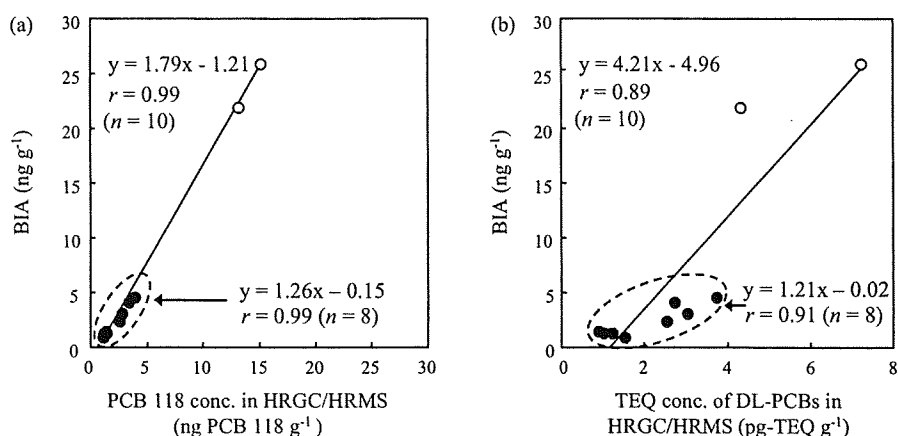 (a)
30
25
20
15
10
5
0
BIA (ng g⁻¹)
y = 1.79x - 1.21
r = 0.99
(n = 10)
y = 1.26x – 0.15
r = 0.99 (n = 8)
0 5 10 15 20 25 30
PCB 118 conc. in HRGC/HRMS
(ng PCB 118 g⁻¹ )
(b)
30
25
20
15
10
5
0
BIA (ng g⁻¹)
y = 4.21x - 4.96
r = 0.89
(n = 10)
y = 1.21x – 0.02
r = 0.91 (n = 8)
0 2 4 6 8
TEQ conc. of DL-PCBs in
HRGC/HRMS (pg-TEQ g⁻¹)